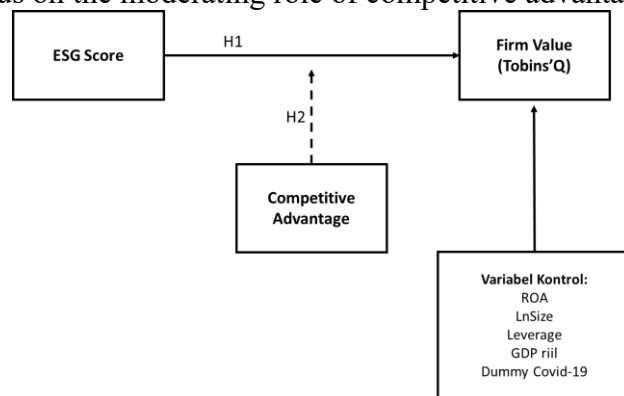 us on the moderating role of competitive advanta
ESG Score
H1
Firm Value
(Tobins'Q)
H2
Competitive
Advantage
Variabel Kontrol:
ROA
LnSize
Leverage
GDP riil
Dummy Covid-19